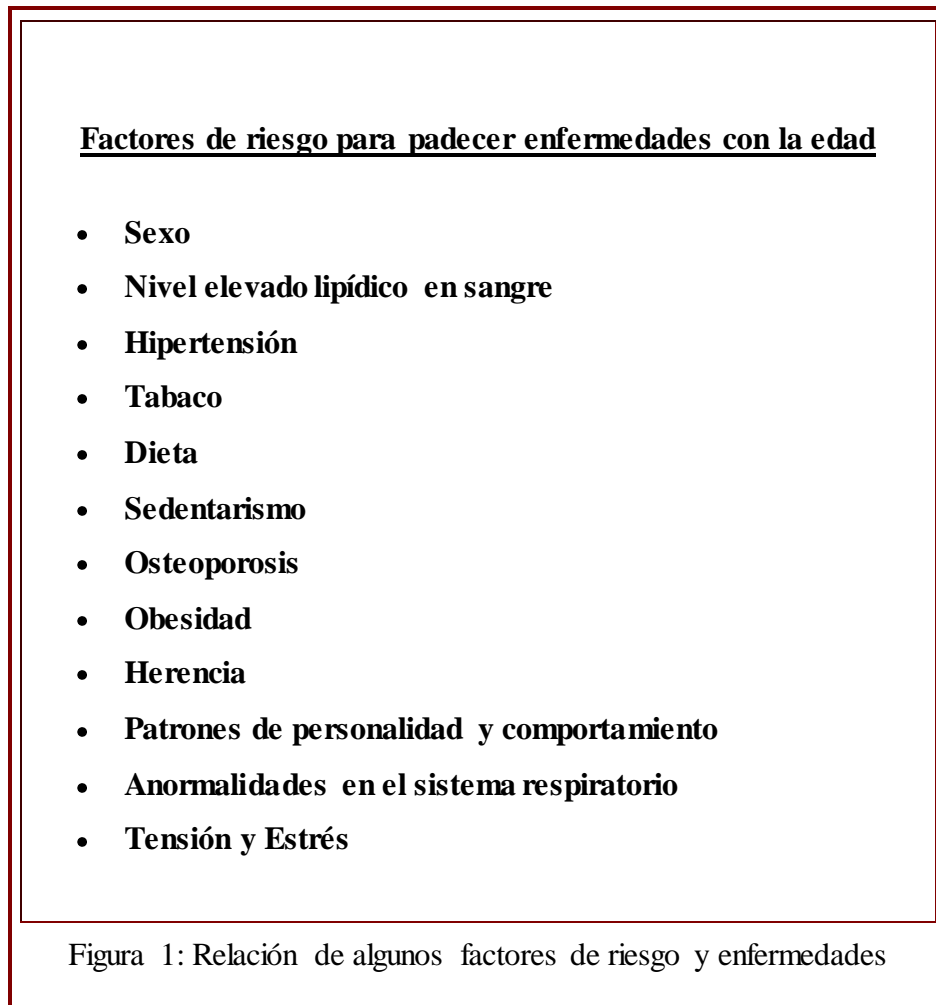 Factores de riesgo para padecer enfermedades con la edad
• Sexo
• Nivel elevado lipídico en sangre
• Hipertensión
• Tabaco
• Dieta
• Sedentarismo
• Osteoporosis
• Obesidad
• Herencia
• Patrones de personalidad y comportamiento
• Anormalidades en el sistema respiratorio
• Tensión y Estrés
Figura 1: Relación de algunos factores de riesgo y enfermedades